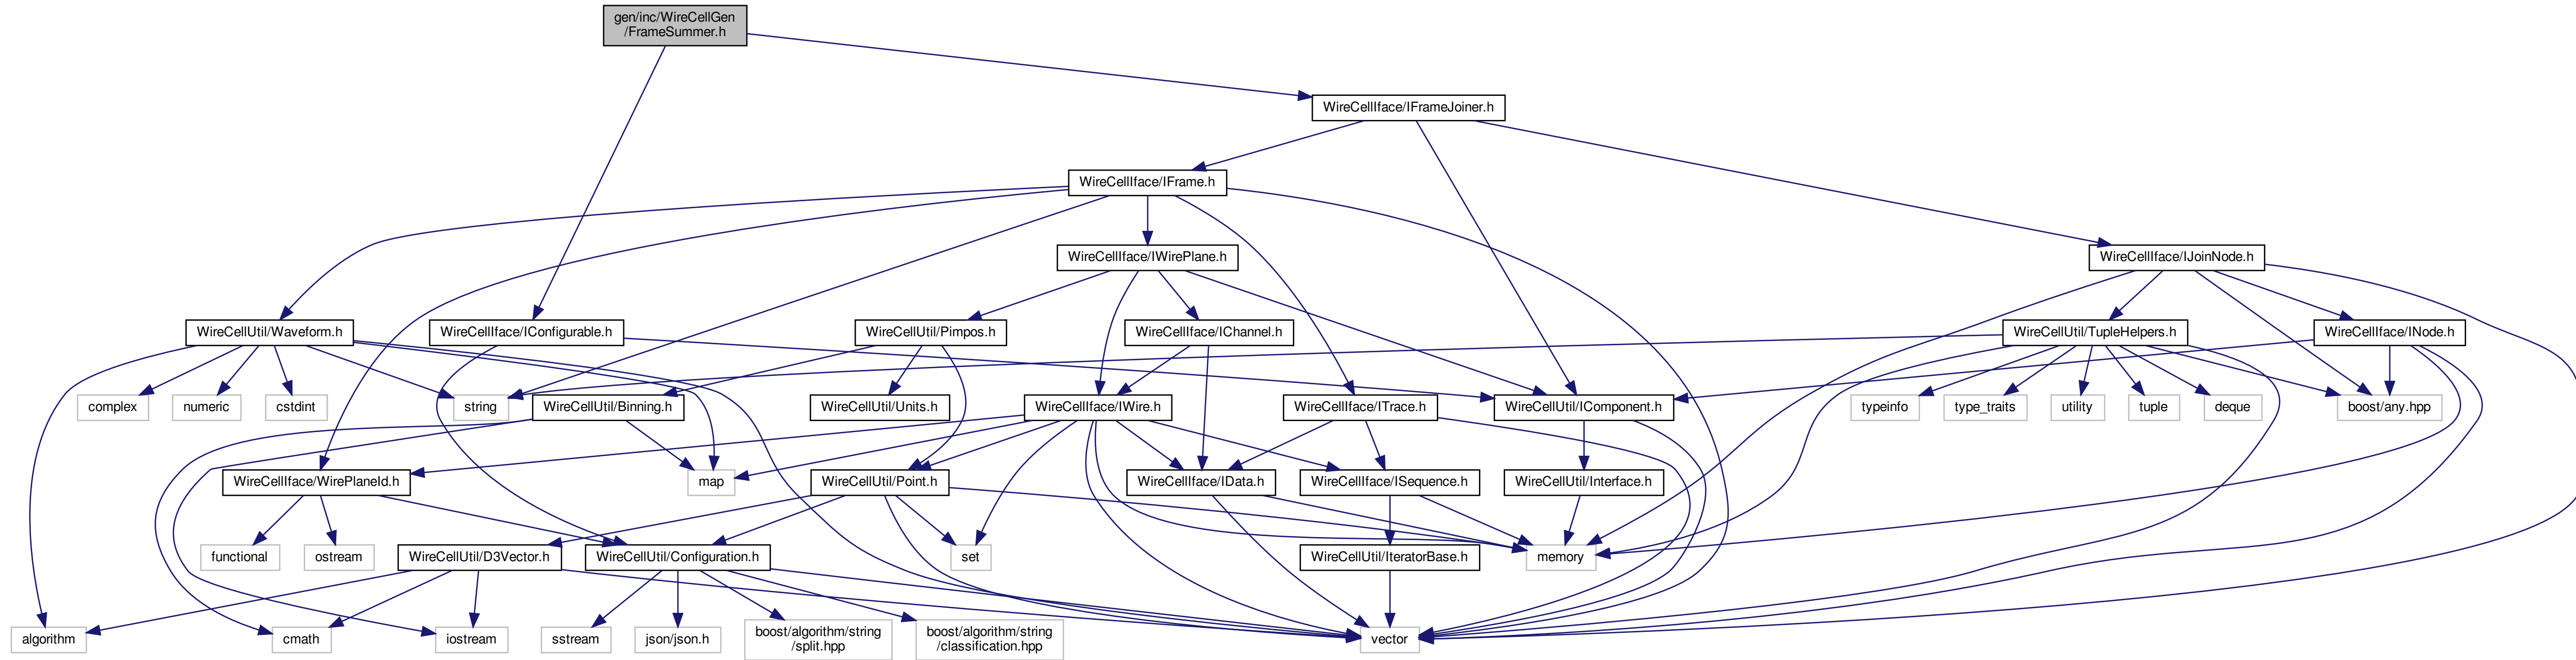 gen/inc/WireCellGen
/FrameSummer.h
WireCellIface/IFrameJoiner.h
WireCellIface/IFrame.h
WireCellIface/IWirePlane.h
WireCellIface/IJoinNode.h
WireCellUtil/Waveform.h
WireCellIface/IConfigurable.h
WireCellUtil/Pimpos.h
WireCellIface/IChannel.h
WireCellUtil/TupleHelpers.h
WireCellIface/INode.h
complex
numeric
cstdint
string
WireCellUtil/Binning.h
WireCellUtil/Units.h
WireCellIface/IWire.h
WireCellIface/ITrace.h
WireCellUtil/IComponent.h
typeinfo
type_traits
utility
tuple
deque
boost/any.hpp
WireCellIface/WirePlaneId.h
map
WireCellUtil/Point.h
WireCellIface/IData.h
WireCellIface/ISequence.h
WireCellUtil/Interface.h
functional
ostream
WireCellUtil/D3Vector.h
WireCellUtil/Configuration.h
set
WireCellUtil/IteratorBase.h
memory
algorithm
cmath
iostream
sstream
json/json.h
boost/algorithm/string
/split.hpp
boost/algorithm/string
/classification.hpp
vector